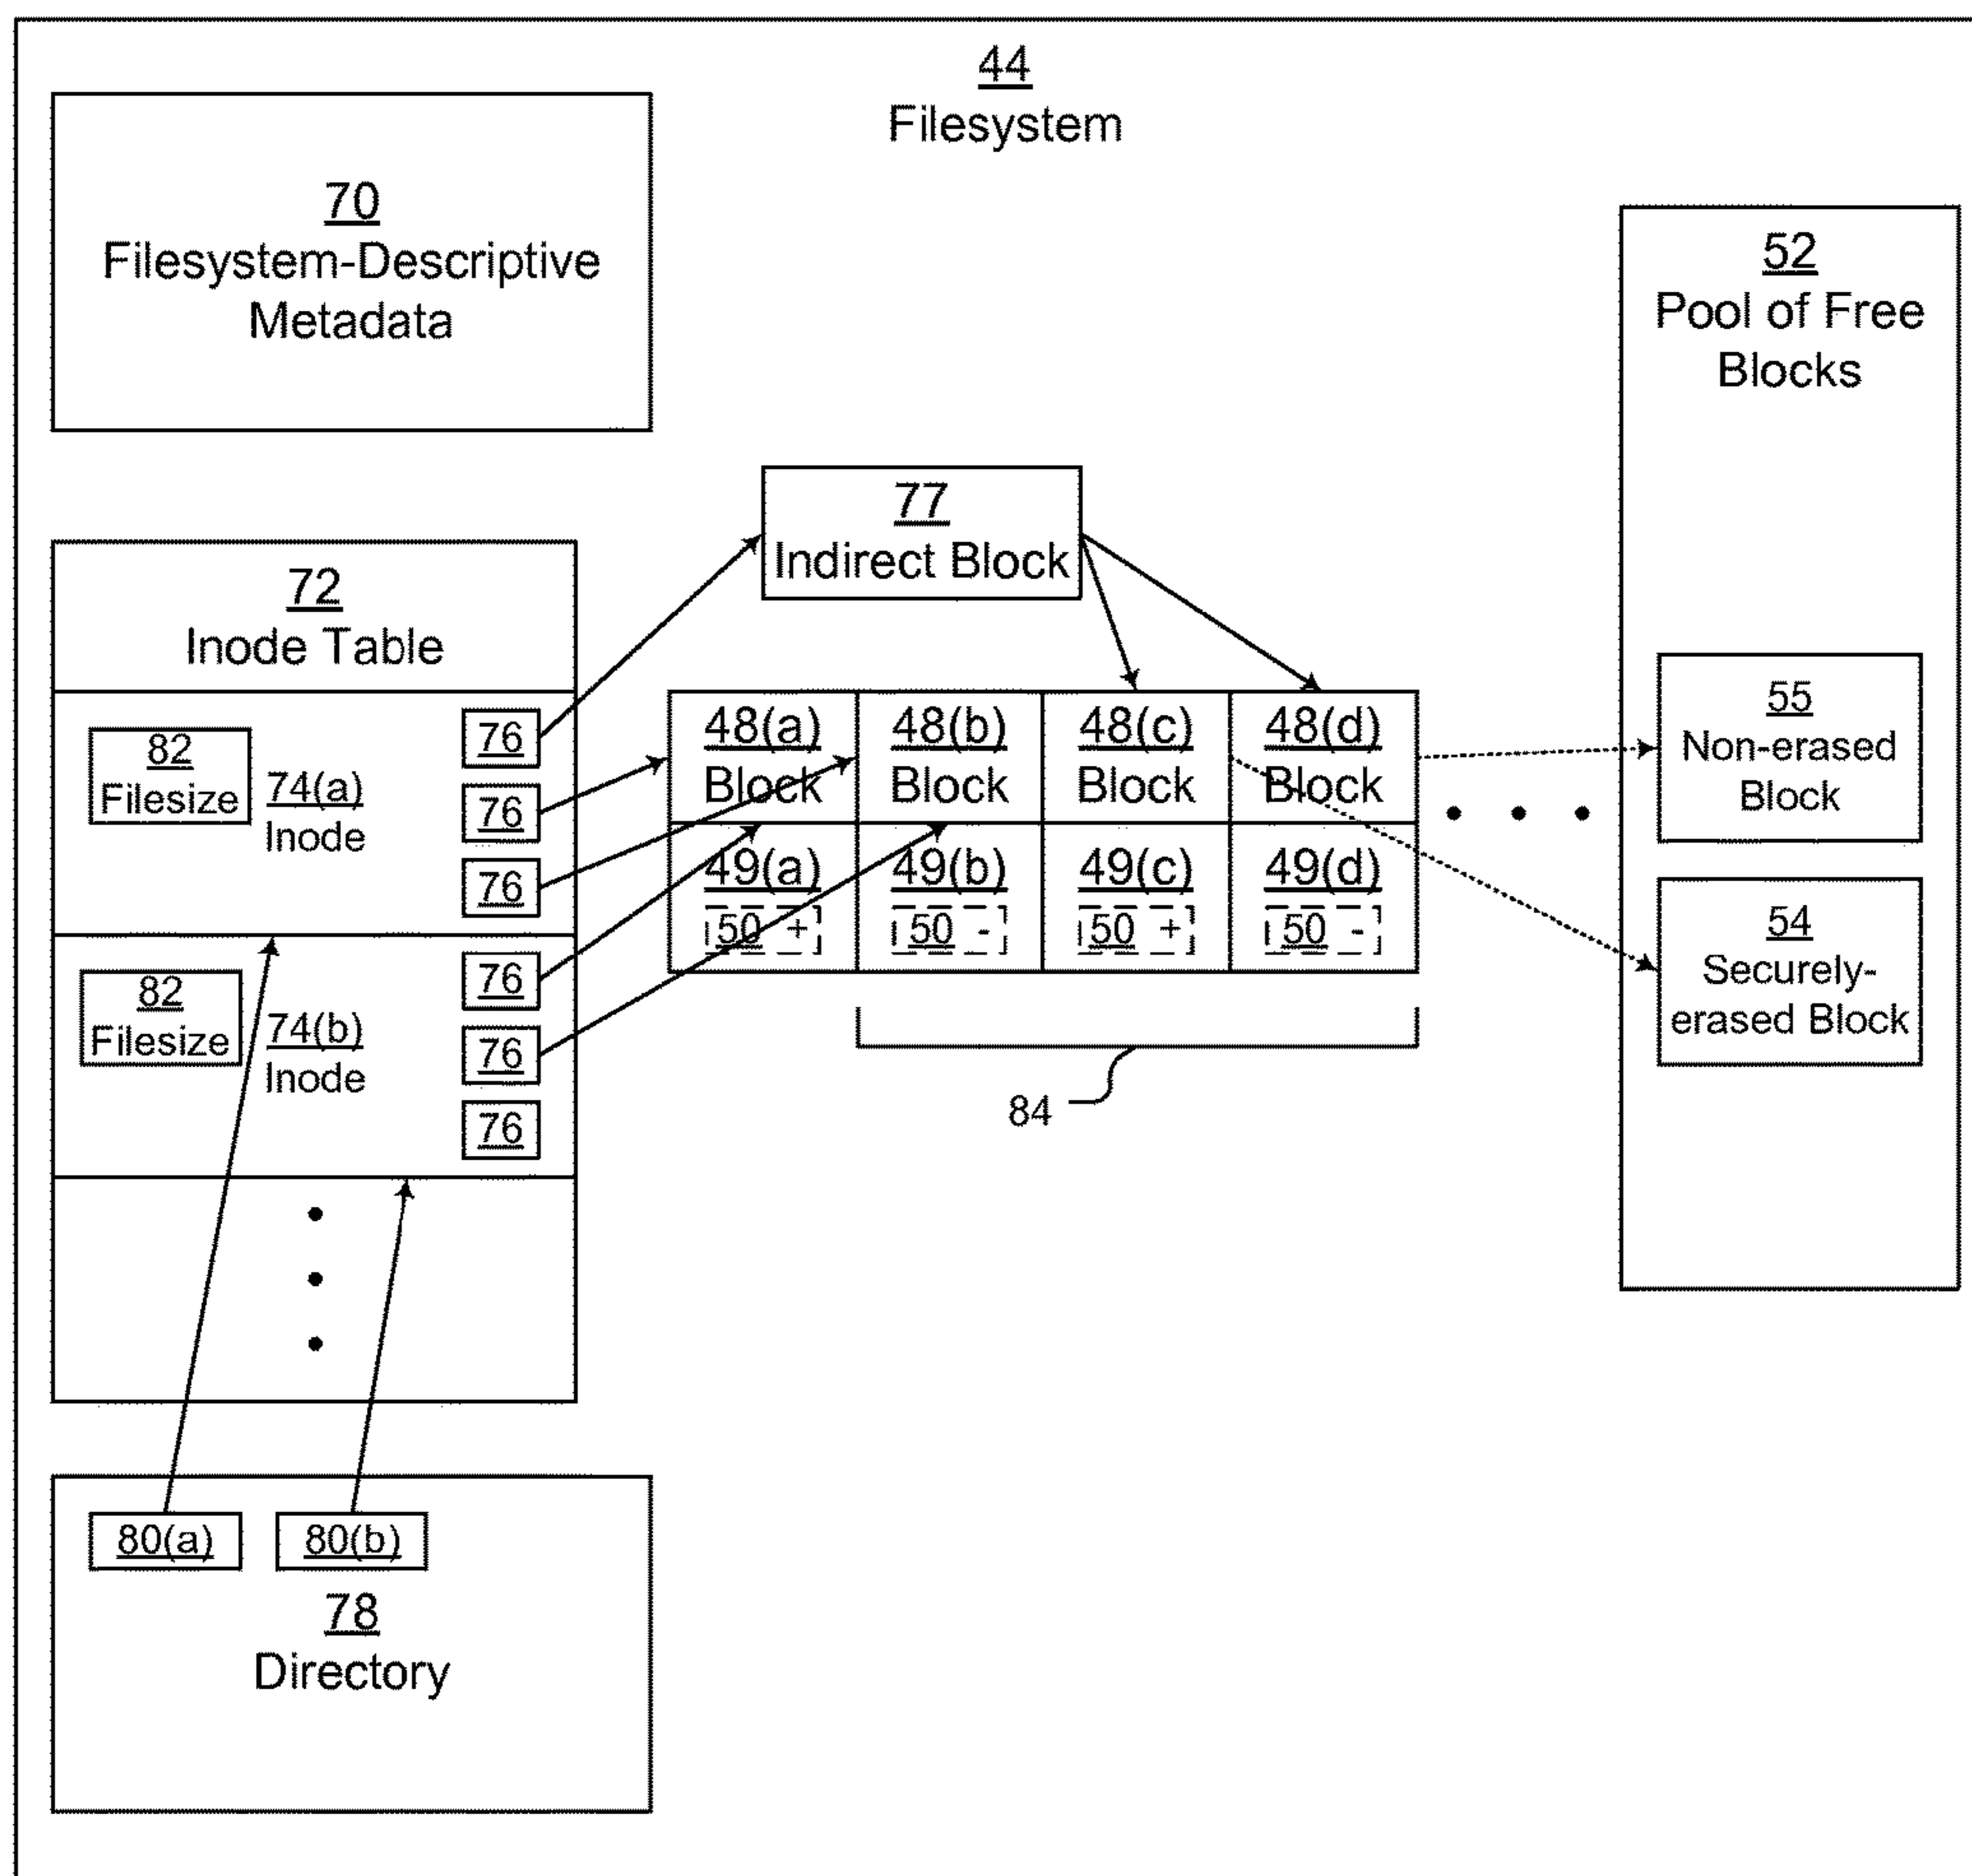 44
Filesystem
70
Filesystem-Descriptive
Metadata
52
Pool of Free
Blocks
77
Indirect Block
72
Inode Table
82
Filesize
74(a)
Inode
76
76
76
82
Filesize
74(b)
Inode
76
76
76
48(a)
Block
48(b)
Block
48(c)
Block
48(d)
Block
49(a)
50 +
49(b)
50 -
49(c)
50 +
49(d)
50 -
84
55
Non-erased
Block
54
Securely-
erased Block
80(a)
80(b)
78
Directory